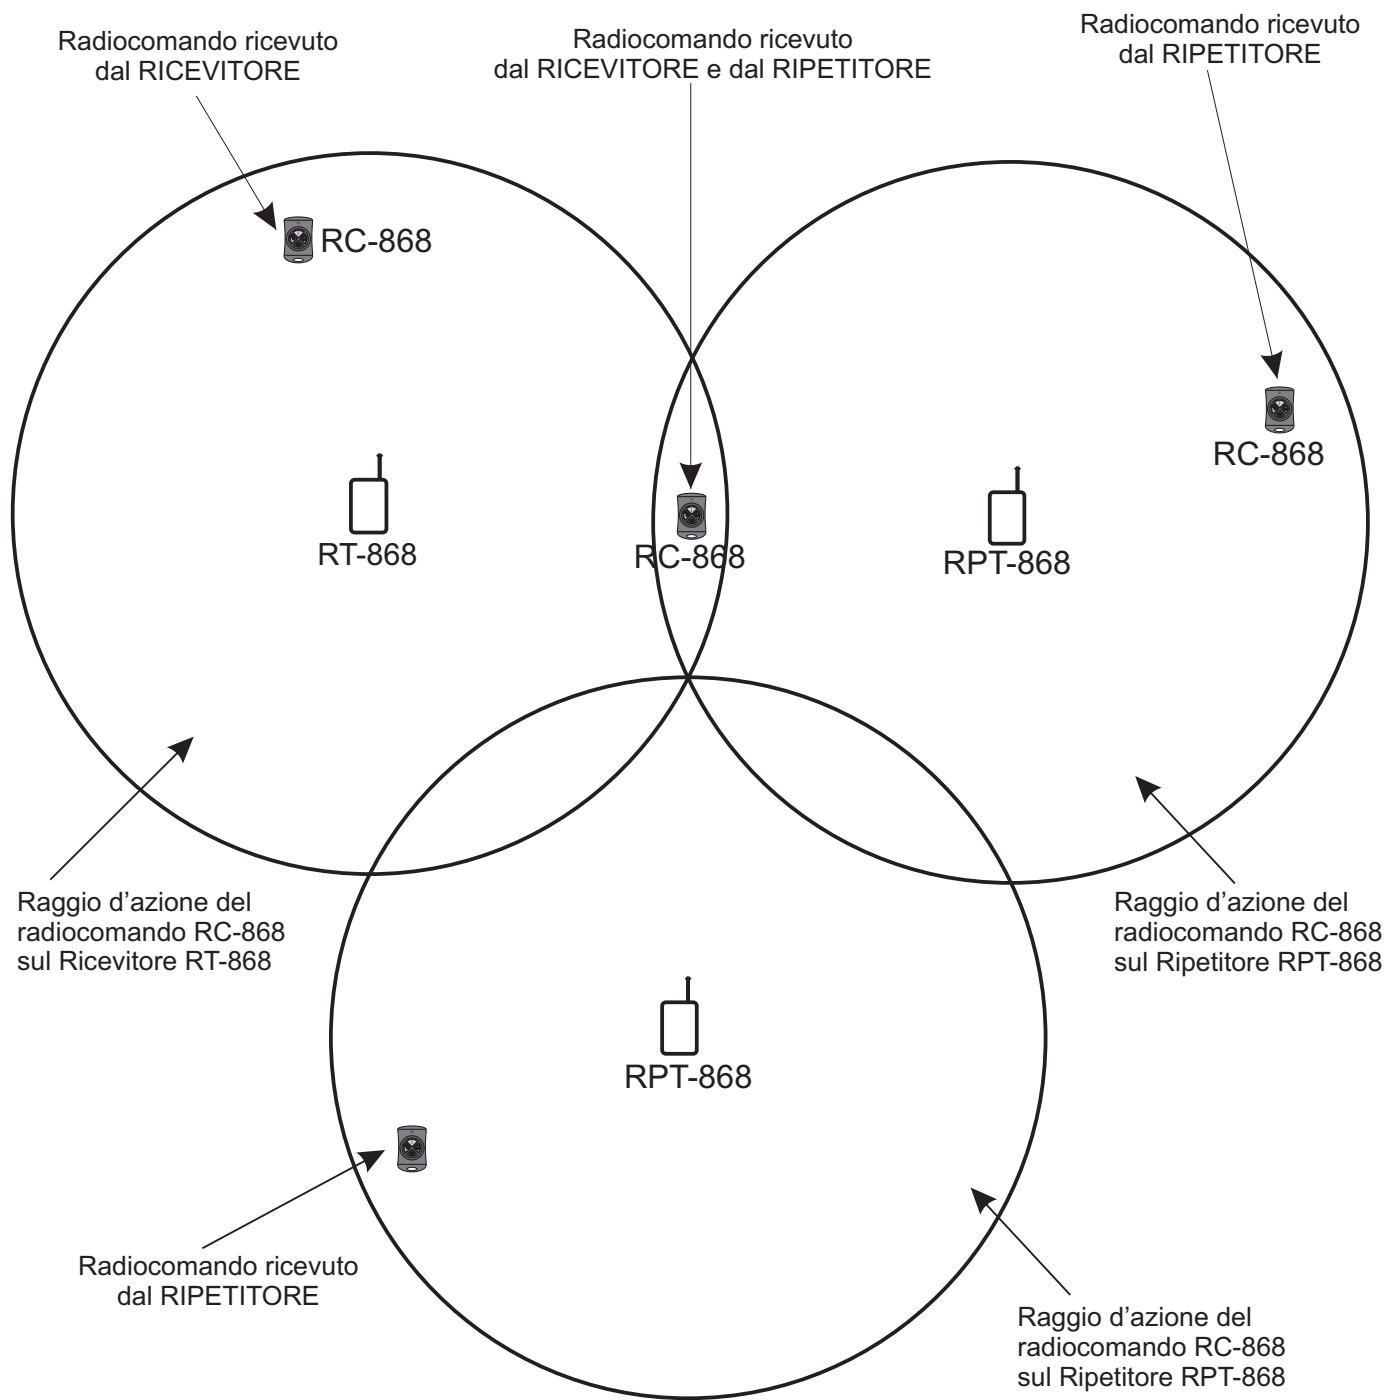 Radiocomando ricevuto
dal RICEVITORE
Radiocomando ricevuto
dal RICEVITORE e dal RIPETITORE
Radiocomando ricevuto
dal RIPETITORE
RC-868
RC-868
RT-868
RC-868
RPT-868
Raggio d'azione del
radiocomando RC-868
sul Ricevitore RT-868
Raggio d'azione del
radiocomando RC-868
sul Ripetitore RPT-868
RPT-868
Radiocomando ricevuto
dal RIPETITORE
Raggio d'azione del
radiocomando RC-868
sul Ripetitore RPT-868